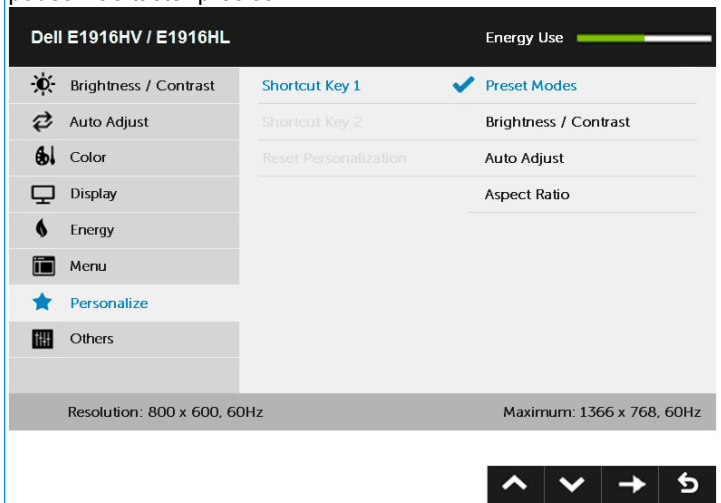 Dell E1916HV / E1916HL Energy Use
Brightness / Contrast Shortcut Key 1 Preset Modes
Auto Adjust Shortcut Key 2 Brightness / Contrast
Color Reset Personalization Auto Adjust
Display Aspect Ratio
Energy
Menu
Personalize
Others
Resolution: 800 x 600, 60Hz Maximum: 1366 x 768, 60Hz